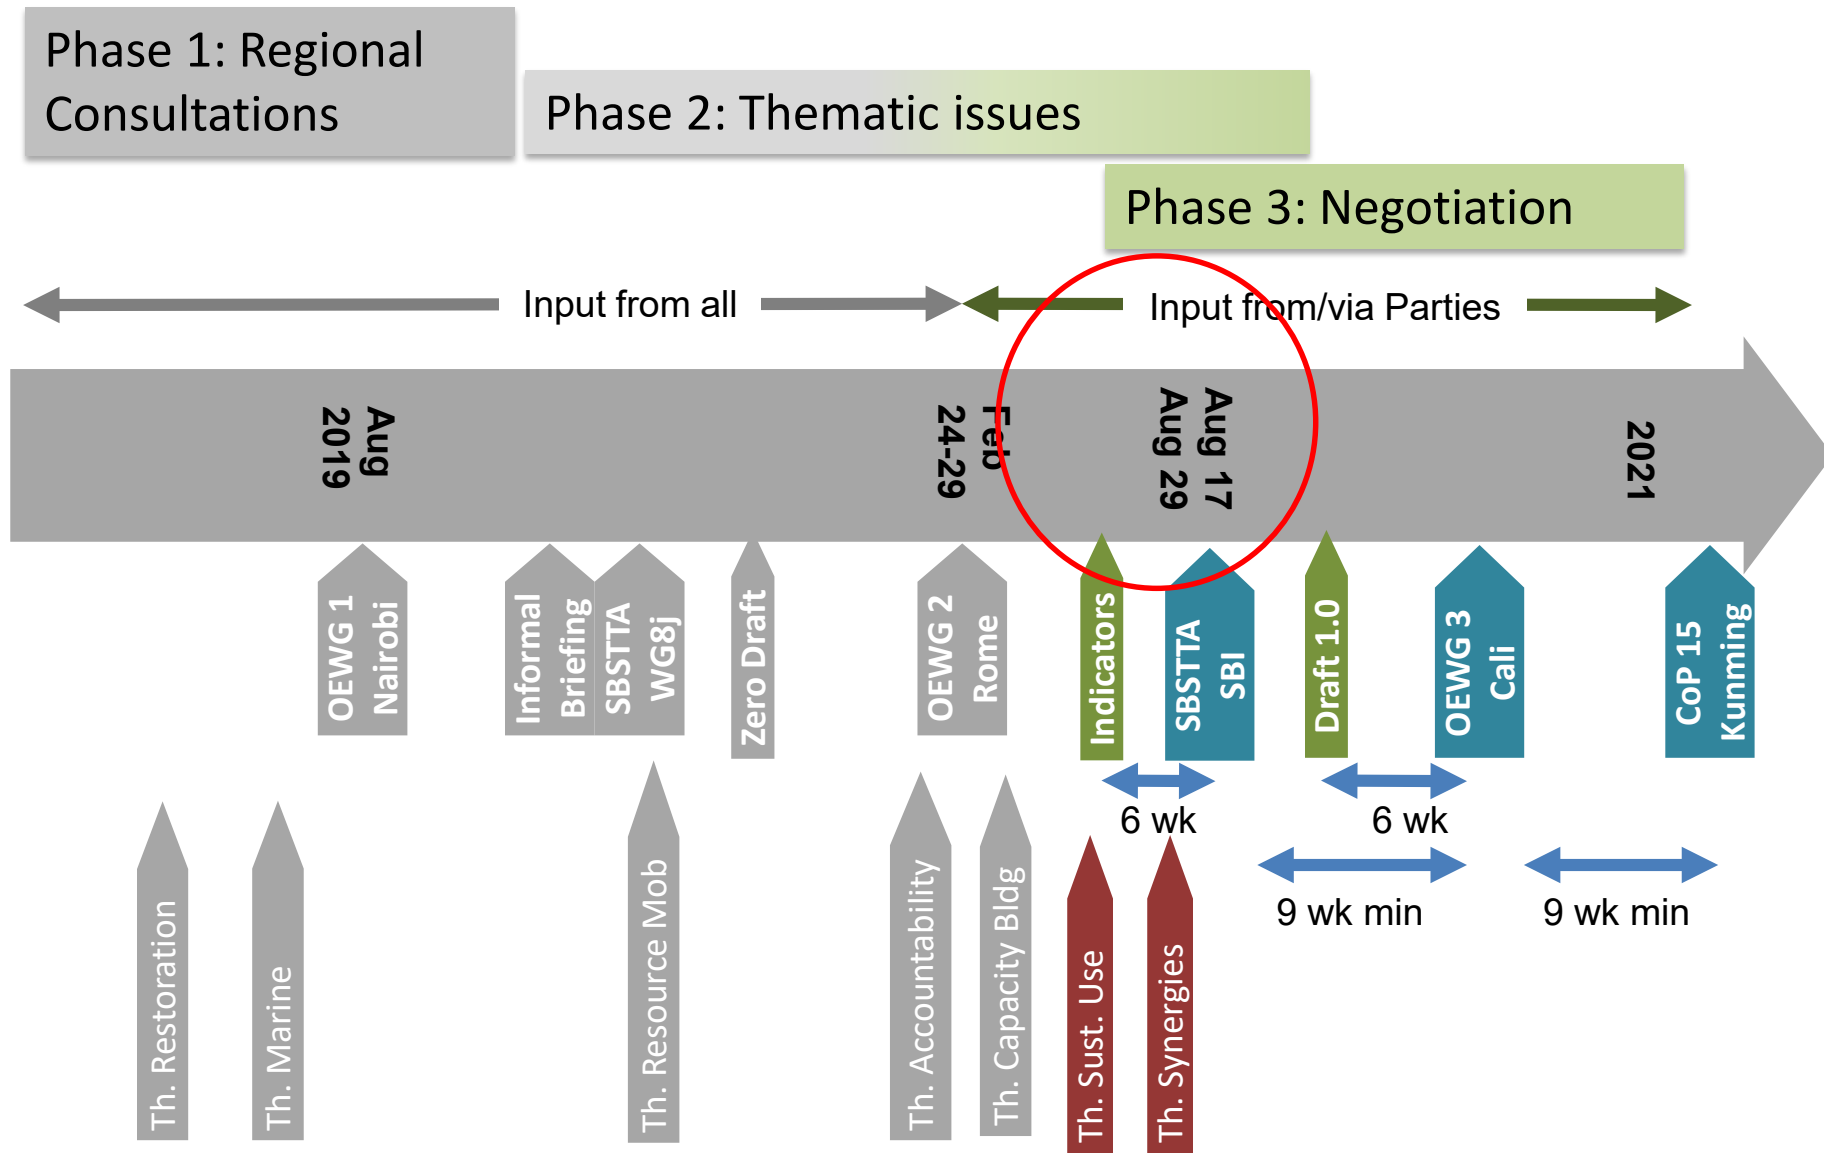 Phase 1: Regional
Consultations
Phase 2: Thematic issues
Phase 3: Negotiation
Input from all
Input from/via Parties
Aug
2019
Feb
24-29
Aug 17
Aug 29
2021
OEWG 1
Nairobi
Informal
Briefing
SBSTTA
WG8j
Zero Draft
OEWG 2
Rome
Indicators
SBSTTA
SBI
Draft 1.0
OEWG 3
Cali
CoP 15
Kunming
6 wk
6 wk
9 wk min
9 wk min
Th. Restoration
Th. Marine
Th. Resource Mob
Th. Accountability
Th. Capacity Bldg
Th. Sust. Use
Th. Synergies